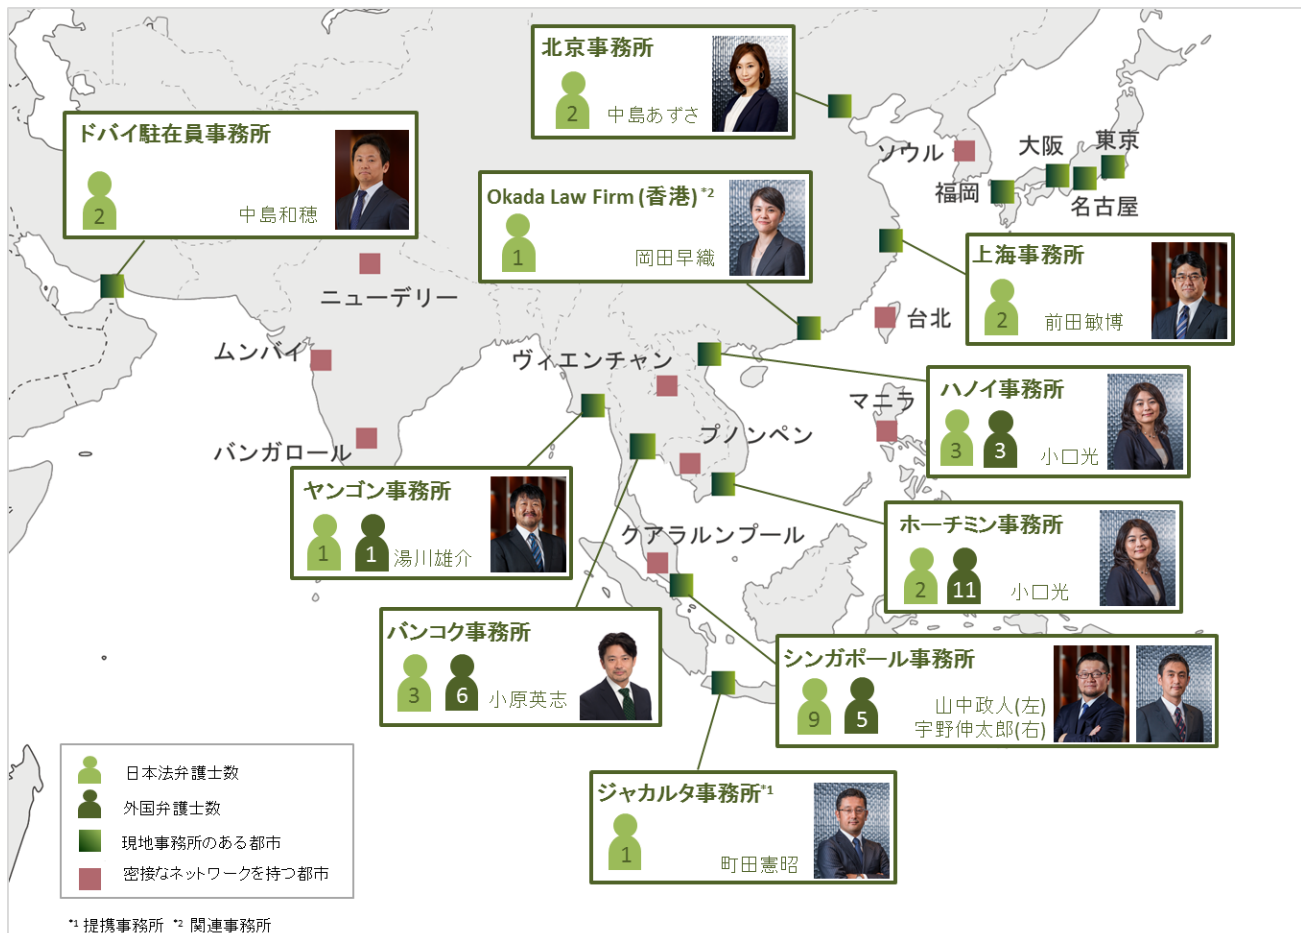 北京事務所
2
中島あずさ
ドバイ駐在員事務所
2
中島和穂
Okada Law Firm (香港) *2
1
岡田早織
ソウル
大阪
東京
福岡
名古屋
上海事務所
2
前田敏博
ニューデリー
ムンバイ
バンガロール
ヴィエンチャン
台北
マニラ
プノンペン
クアラルンプール
ハノイ事務所
3
3
小口光
ヤンゴン事務所
1
1
湯川雄介
ホーチミン事務所
2
11
小口光
バンコク事務所
3
6
小原英志
シンガポール事務所
9
5
山中政人(左)
宇野伸太郎(右)
ジャカルタ事務所*1
1
町田憲昭
日本法弁護士数
外国弁護士数
現地事務所のある都市
密接なネットワークを持つ都市
*1 提携事務所 *2 関連事務所